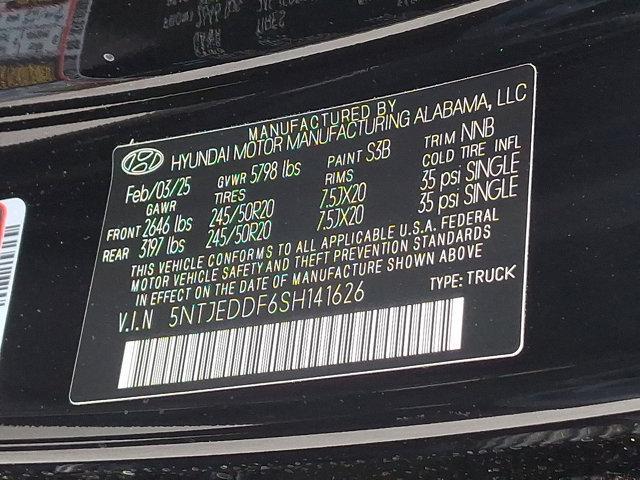 MANUFACTURED BY
HYUNDAI MOTOR MANUFACTURING ALABAMA, LLC
Feb/03/25 GVWR 5798 lbs PAINT S3B TRIM NNB
GAWR TIRES RIMS COLD TIRE INFL
FRONT 2646 lbs 245/50R20 7.5JX20 35 psi SINGLE
REAR 3197 lbs 245/50R20 7.5JX20 35 psi SINGLE
THIS VEHICLE CONFORMS TO ALL APPLICABLE U.S.A. FEDERAL
MOTOR VEHICLE SAFETY AND THEFT PREVENTION STANDARDS
IN EFFECT ON THE DATE OF MANUFACTURE SHOWN ABOVE
V.I.N 5NTJEDDF6SH141626 TYPE: TRUCK